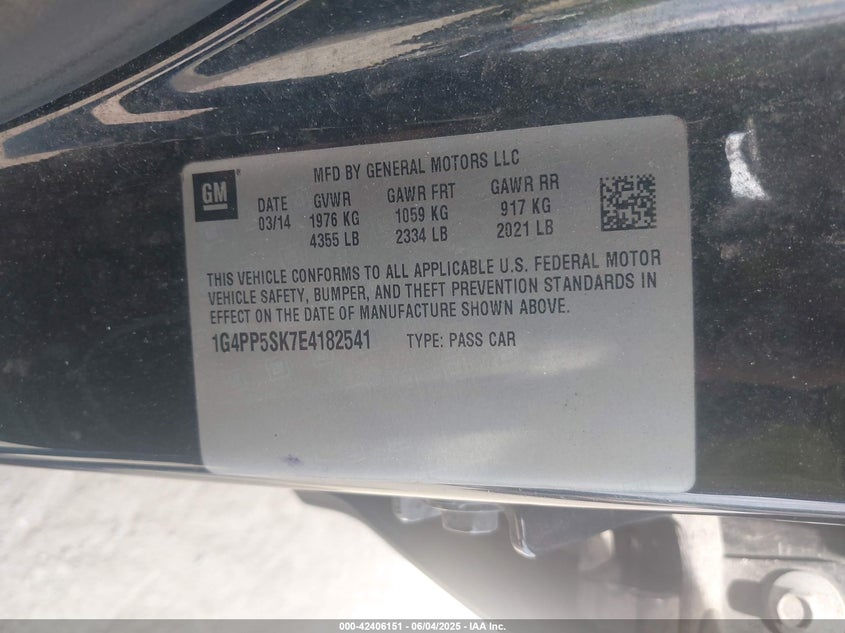 GM
MFD BY GENERAL MOTORS LLC
DATE GVWR GAWR FRT GAWR RR
03/14 1976 KG 1059 KG 917 KG
4355 LB 2334 LB 2021 LB
THIS VEHICLE CONFORMS TO ALL APPLICABLE U.S. FEDERAL MOTOR
VEHICLE SAFETY, BUMPER, AND THEFT PREVENTION STANDARDS IN
EFFECT ON THE DATE OF MANUFACTURE SHOWN ABOVE.
1G4PP5SK7E4182541 TYPE: PASS CAR
000-42406151 - 06/04/2025 - IAA Inc.